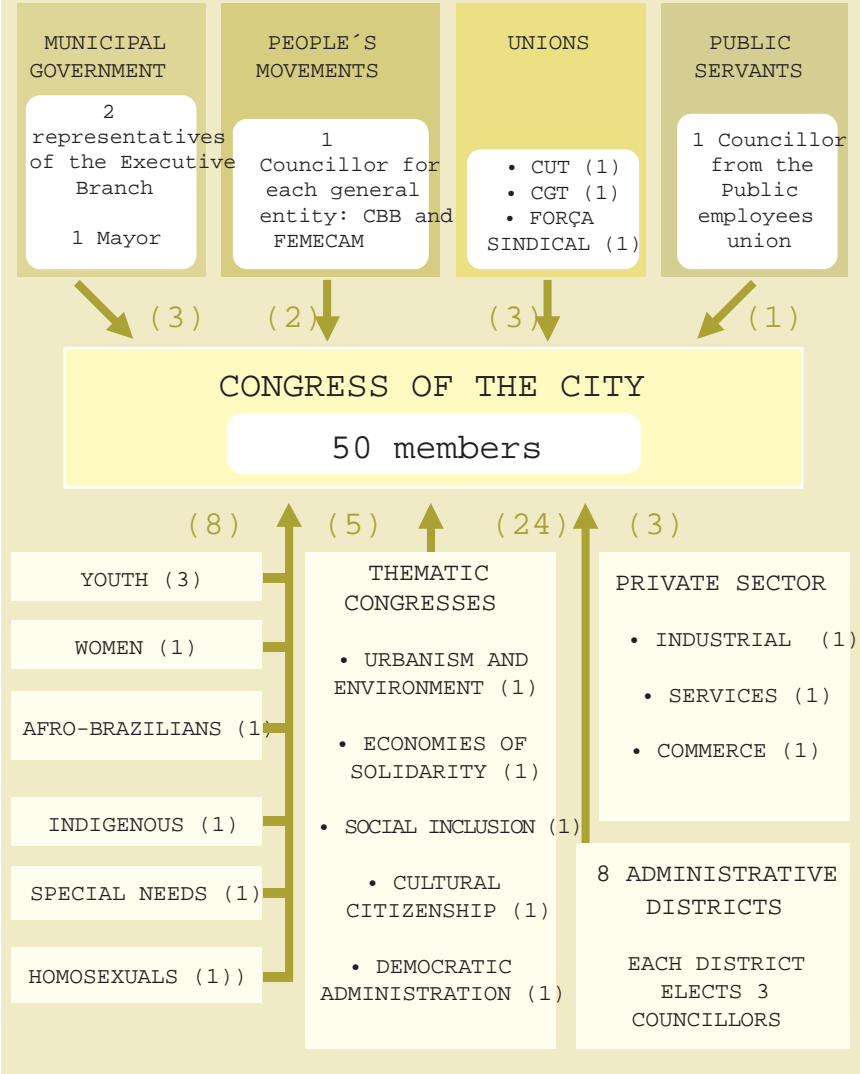 MUNICIPAL
GOVERNMENT
2
representatives
of the Executive
Branch
1 Mayor
PEOPLE´S
MOVEMENTS
1
Councillor for
each general
entity: CBB and
FEMECAM
UNIONS
• CUT (1)
• CGT (1)
• FORÇA
SINDICAL (1)
PUBLIC
SERVANTS
1 Councillor
from the
Public
employees
union
(3)
(2)
(3)
(1)
CONGRESS OF THE CITY
50 members
(8)
(5)
(24)
(3)
YOUTH (3)
WOMEN (1)
AFRO-BRAZILIANS (1)
INDIGENOUS (1)
SPECIAL NEEDS (1)
HOMOSEXUALS (1))
THEMATIC
CONGRESSES
• URBANISM AND
ENVIRONMENT (1)
• ECONOMIES OF
SOLIDARITY (1)
• SOCIAL INCLUSION (1)
• CULTURAL
CITIZENSHIP (1)
• DEMOCRATIC
ADMINISTRATION (1)
PRIVATE SECTOR
• INDUSTRIAL (1)
• SERVICES (1)
• COMMERCE (1)
8 ADMINISTRATIVE
DISTRICTS
EACH DISTRICT
ELECTS 3
COUNCILLORS